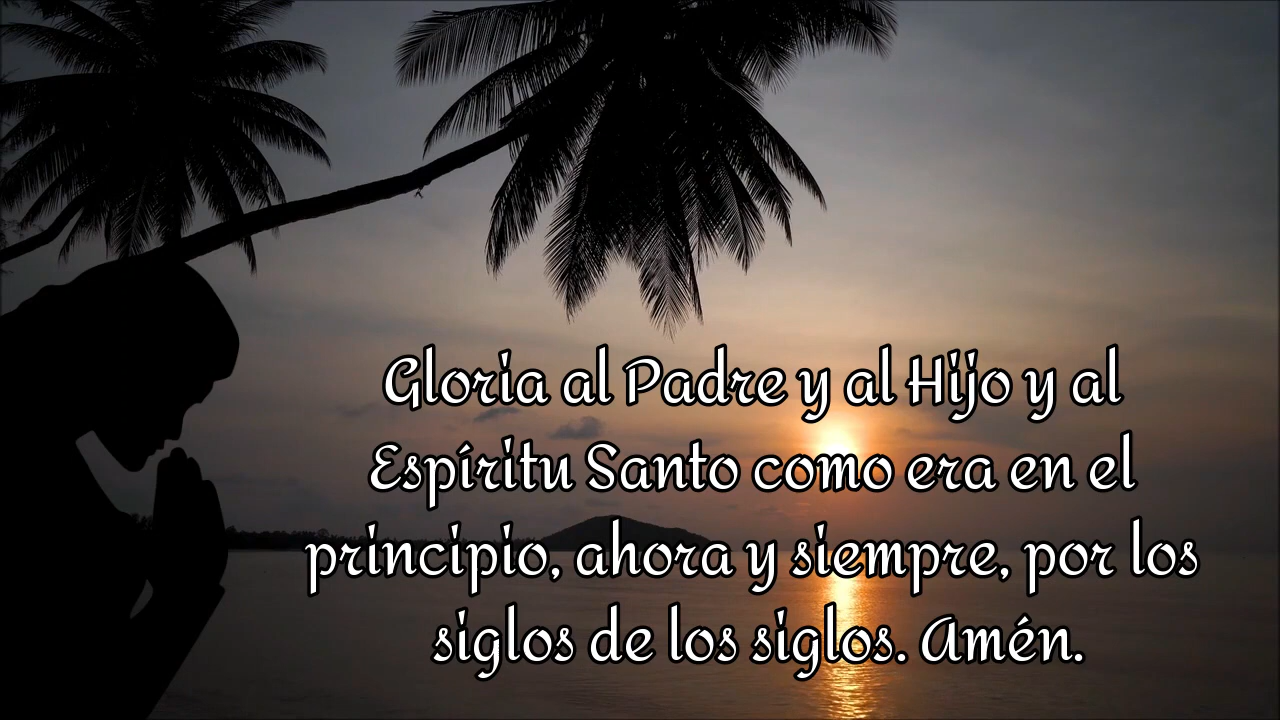 Gloria al Padre y al Hijo y al
Espíritu Santo como era en el
principio, ahora y siempre, por los
siglos de los siglos. Amén.